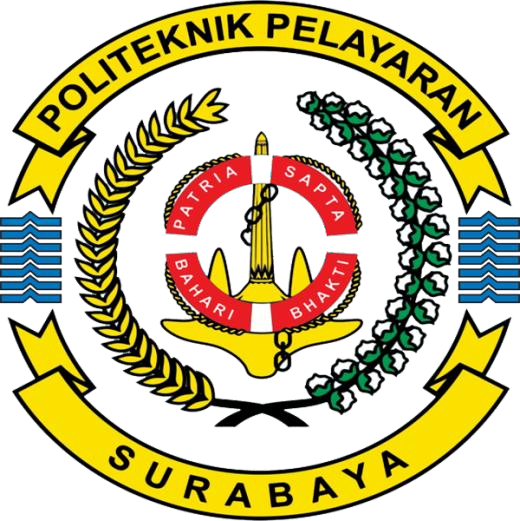 POLITEKNIK PELAYARAN
PATRIA SAPTA
BAHARI BHAKTI
SURABAYA